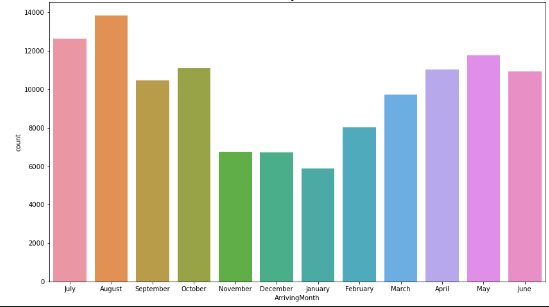 14000
12000
10000
8000
6000
4000
2000
0
count
July August September October November December January February March April May June
ArrivingMonth